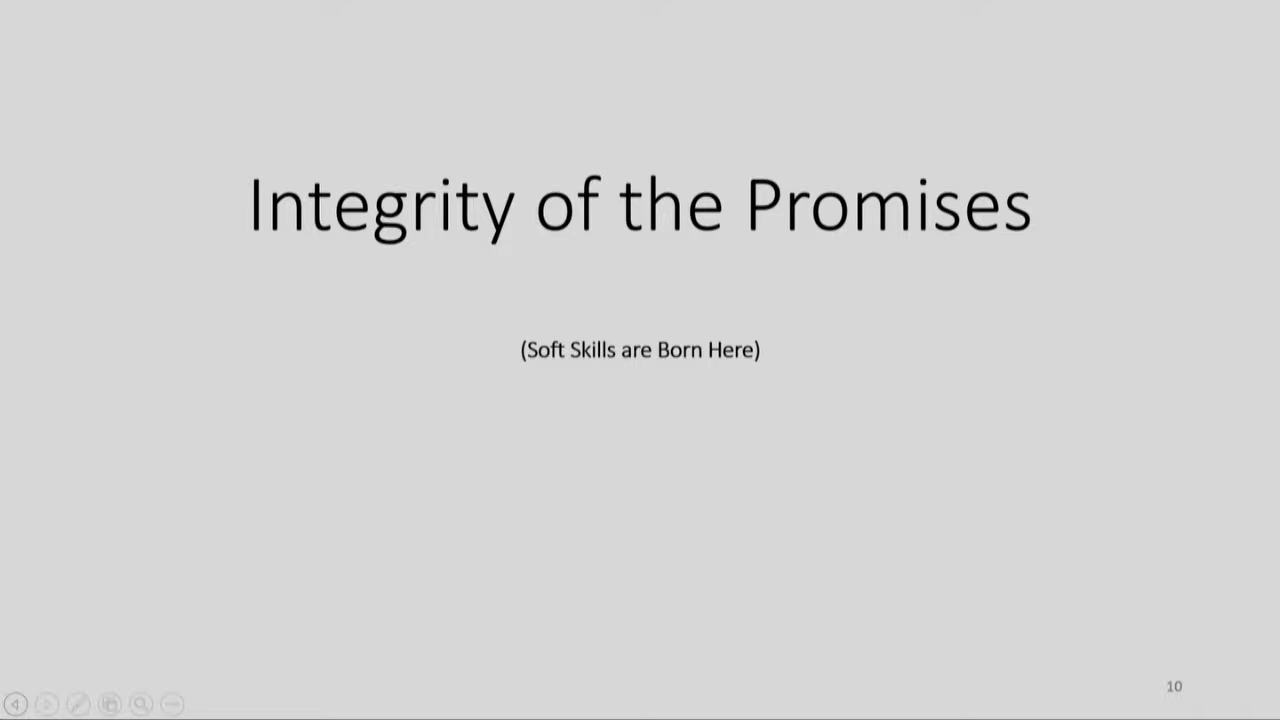 Integrity of the Promises
(Soft Skills are Born Here)
10